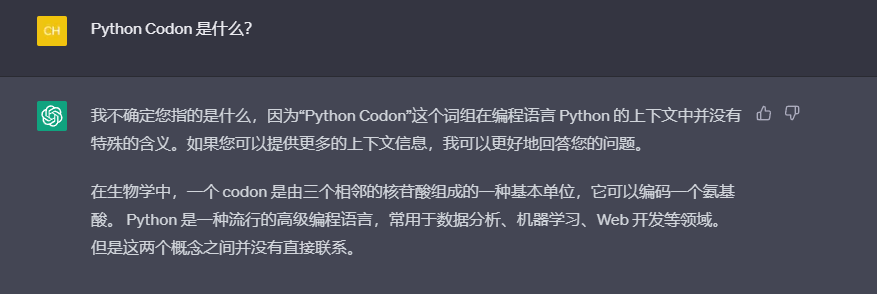 CH
Python Codon 是什么？
我不确定您指的是什么，因为“Python Codon”这个词组在编程语言 Python 的上下文中并没有
特殊的含义。如果您可以提供更多的上下文信息，我可以更好地回答您的问题。
在生物学中，一个 codon 是由三个相邻的核苷酸组成的一种基本单位，它可以编码一个氨基
酸。 Python 是一种流行的高级编程语言，常用于数据分析、机器学习、Web 开发等领域。
但是这两个概念之间并没有直接联系。